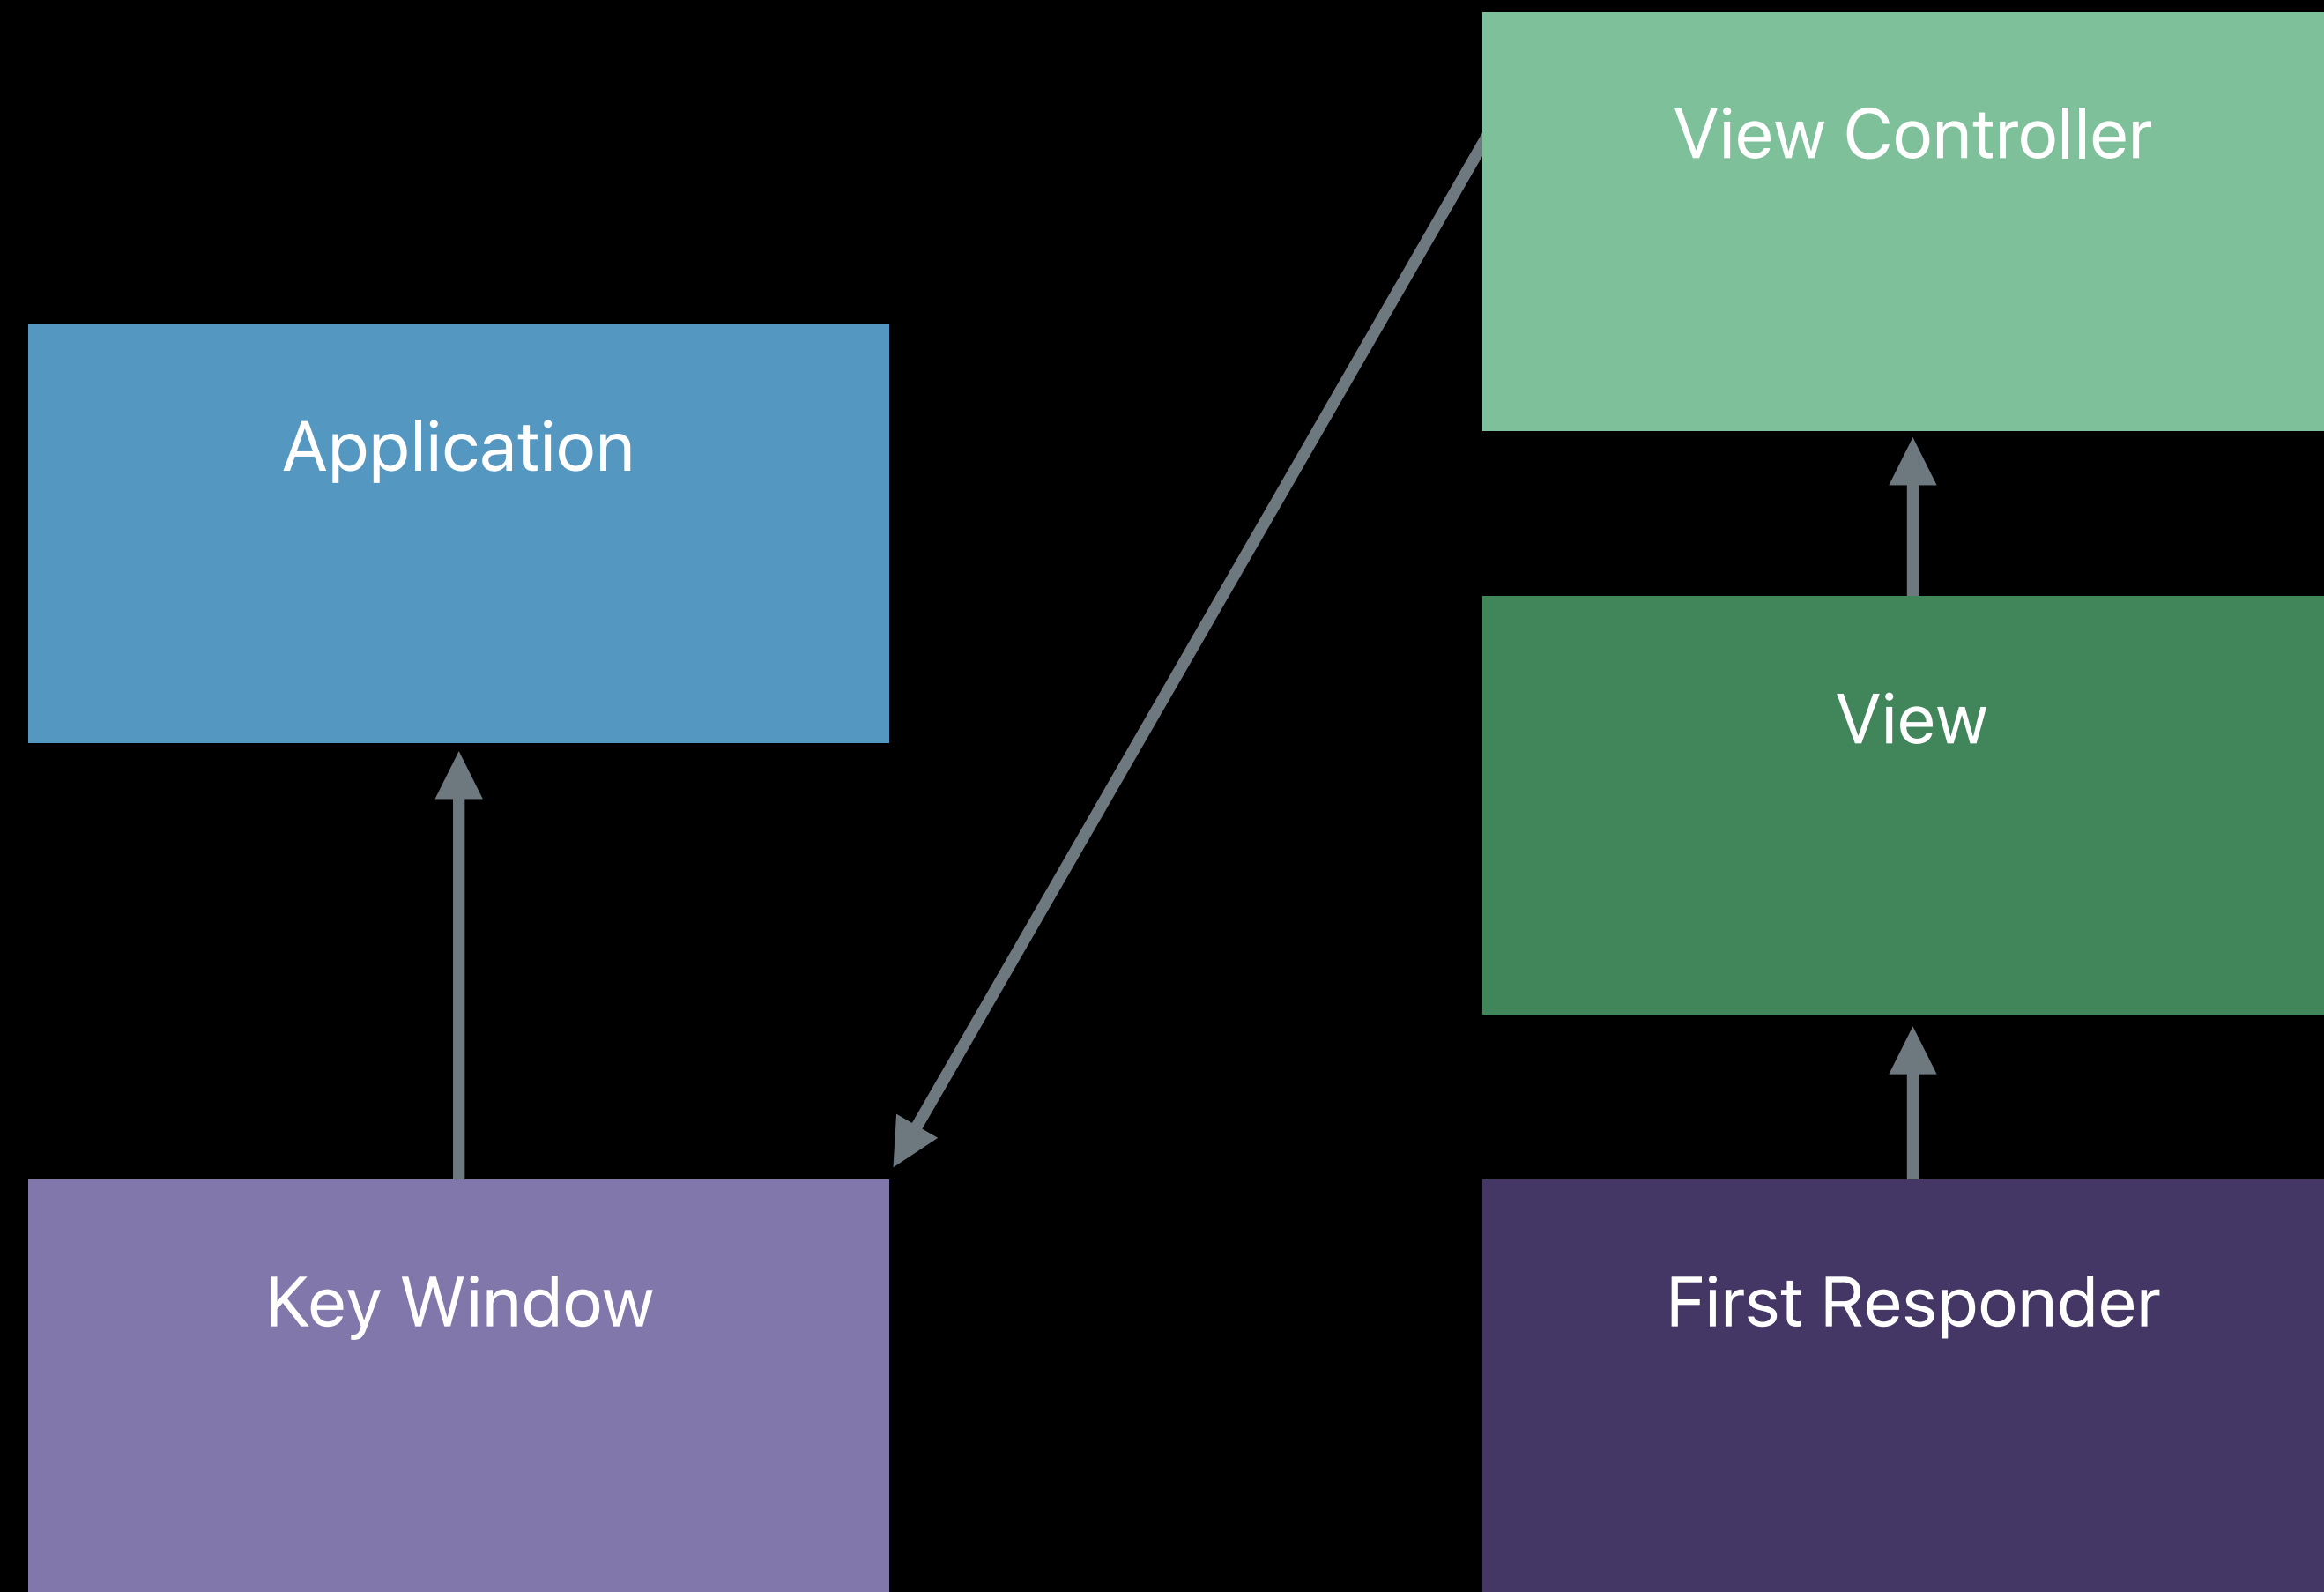 View Controller
Application
View
Key Window
First Responder